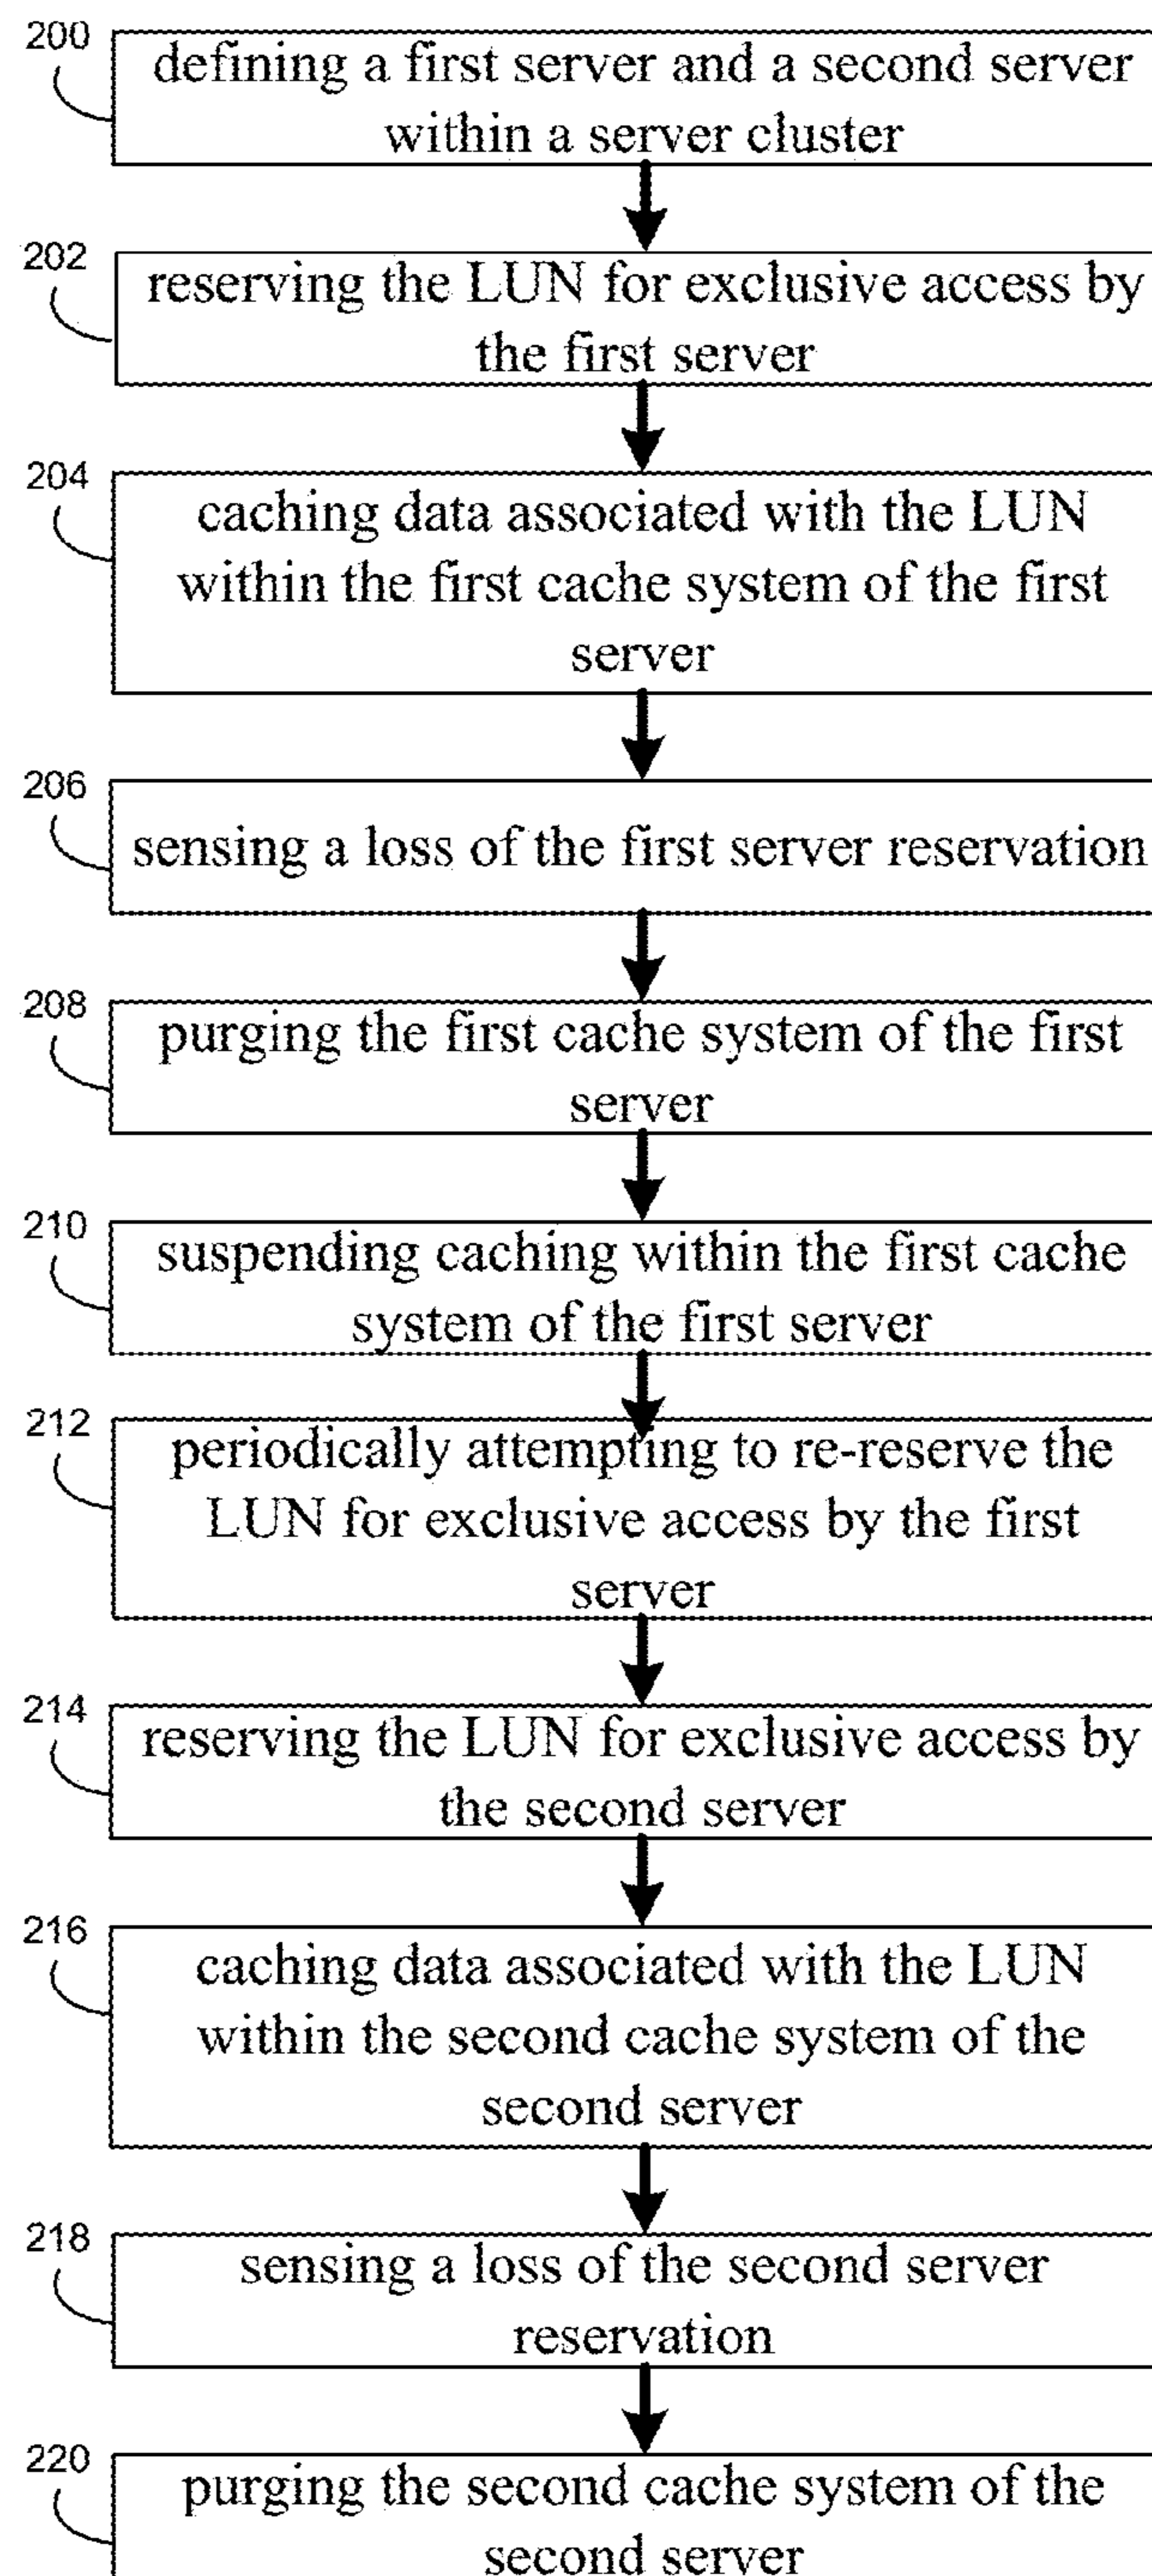 200
defining a first server and a second server
within a server cluster
202
reserving the LUN for exclusive access by
the first server
204
caching data associated with the LUN
within the first cache system of the first
server
206
sensing a loss of the first server reservation
208
purging the first cache system of the first
server
210
suspending caching within the first cache
system of the first server
212
periodically attempting to re-reserve the
LUN for exclusive access by the first
server
214
reserving the LUN for exclusive access by
the second server
216
caching data associated with the LUN
within the second cache system of the
second server
218
sensing a loss of the second server
reservation
220
purging the second cache system of the
second server